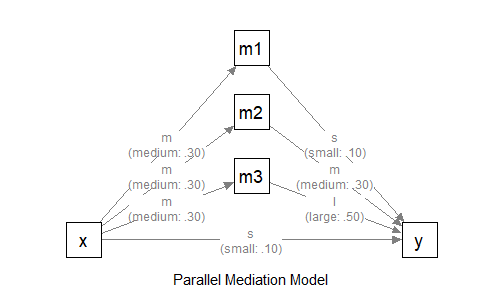 m1
m2
m3
x
y
m
(medium: .30)
m
(medium: .30)
m
(medium: .30)
s
(small: .10)
m
(medium: .30)
l
(large: .50)
s
(small: .10)
Parallel Mediation Model